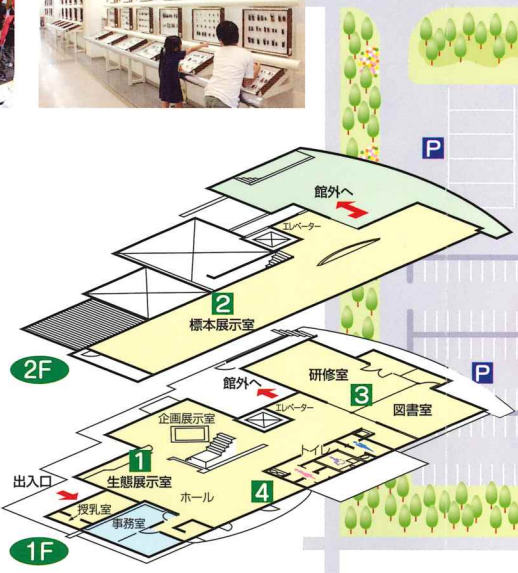 P
館外へ
エレベーター
2
標本展示室
2F
館外へ
研修室
P
エレベーター
3
図書室
企画展示室
トイレ
1
生態展示室
出入口
ホール
4
授乳室
事務室
1F